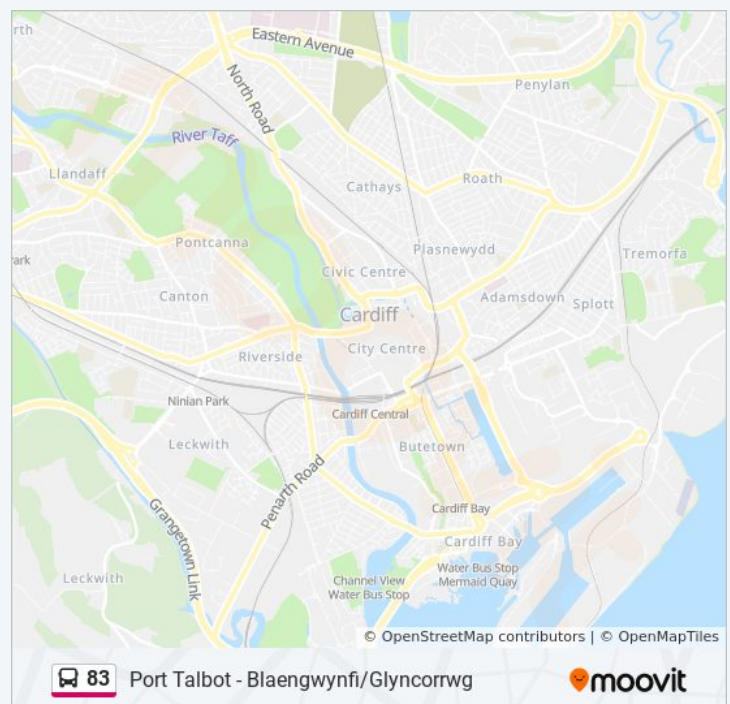 rth
Eastern Avenue
North Road
Penylan
River Taff
Llandaff
Cathays
Roath
Pontcanna
Plasnewydd
Tremorfa
ark
Civic Centre
Canton
Adamsdown
Splott
Cardiff
City Centre
Riverside
Ninian Park
Cardiff Central
Leckwith
Butetown
Penarth Road
Grangetown Link
Cardiff Bay
Cardiff Bay
Leckwith
Channel View
Water Bus Stop
Water Bus Stop
Mermaid Quay
© OpenStreetMap contributors | © OpenMapTiles
83 Port Talbot - Blaengwynfi/Glyncorrwg
moovit